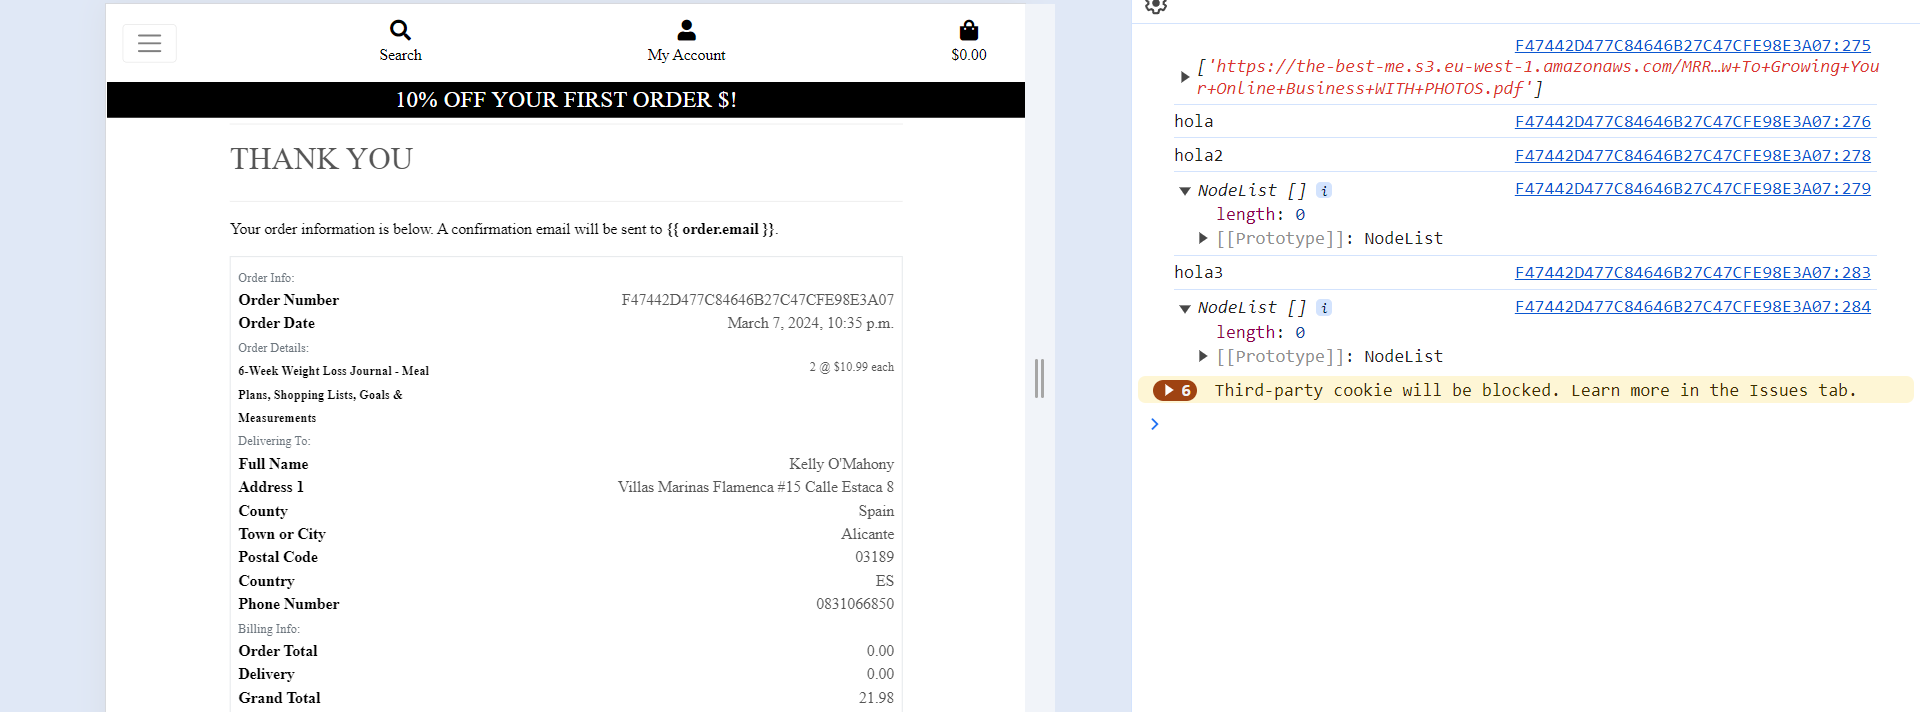 Search
My Account
$0.00
10% OFF YOUR FIRST ORDER $!
THANK YOU
Your order information is below. A confirmation email will be sent to {{ order.email }}.
Order Info:
Order Number F47442D477C84646B27C47CFE98E3A07
Order Date March 7, 2024, 10:35 p.m.
Order Details:
6-Week Weight Loss Journal - Meal 2 @ $10.99 each
Plans, Shopping Lists, Goals &
Measurements
Delivering To:
Full Name Kelly O'Mahony
Address 1 Villas Marinas Flamenca #15 Calle Estaca 8
County Spain
Town or City Alicante
Postal Code 03189
Country ES
Phone Number 0831066850
Billing Info:
Order Total 0.00
Delivery 0.00
Grand Total 21.98
F47442D477C84646B27C47CFE98E3A07:275
['https://the-best-me.s3.eu-west-1.amazonaws.com/MRR…w+To+Growing+You
r+Online+Business+WITH+PHOTOS.pdf']
hola F47442D477C84646B27C47CFE98E3A07:276
hola2 F47442D477C84646B27C47CFE98E3A07:278
NodeList [] i F47442D477C84646B27C47CFE98E3A07:279
length: 0
[[Prototype]]: NodeList
hola3 F47442D477C84646B27C47CFE98E3A07:283
NodeList [] i F47442D477C84646B27C47CFE98E3A07:284
length: 0
[[Prototype]]: NodeList
6 Third-party cookie will be blocked. Learn more in the Issues tab.